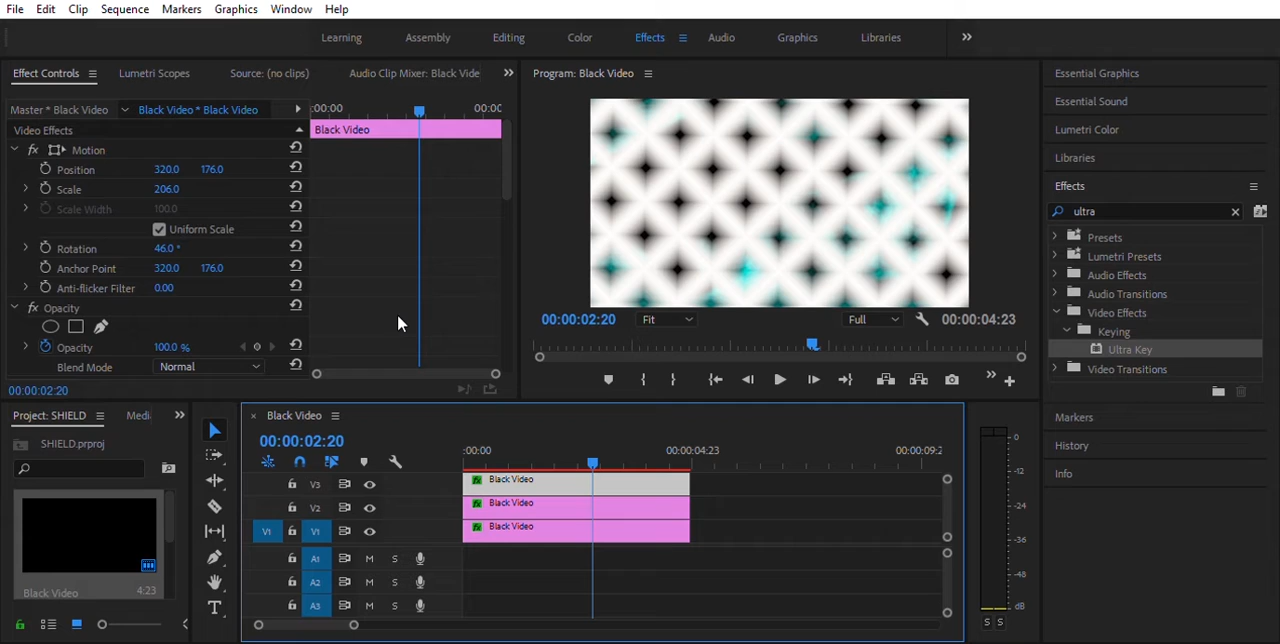 File Edit Clip Sequence Markers Graphics Window Help
Learning Assembly Editing Color Effects Audio Graphics Libraries
Effect Controls Lumetri Scopes Source: (no clips) Audio Clip Mixer: Black Vide
Master * Black Video Black Video * Black Video
:00:00 00:0(
Video Effects
Black Video
fx Motion
Position 320.0 176.0
Scale 206.0
Scale Width 100.0
Uniform Scale
Rotation 46.0 °
Anchor Point 320.0 176.0
Anti-flicker Filter 0.00
fx Opacity
Opacity 100.0 %
Blend Mode Normal
00:00:02:20
Program: Black Video
00:00:02:20 Fit Full 00:00:04:23
Essential Graphics
Essential Sound
Lumetri Color
Libraries
Effects
ultra
Presets
Lumetri Presets
Audio Effects
Audio Transitions
Video Effects
Keying
Ultra Key
Video Transitions
Markers
History
Info
Project: SHIELD Medi
SHIELD.prproj
Black Video 4:23
T
Black Video
00:00:02:20
:00:00 00:00:04:23 00:00:09:2
V3 fx Black Video
V2 fx Black Video
V1 V1 fx Black Video
A1 M S
A2 M S
A3 M S
0
-12
-24
-36
-48
dB
S S